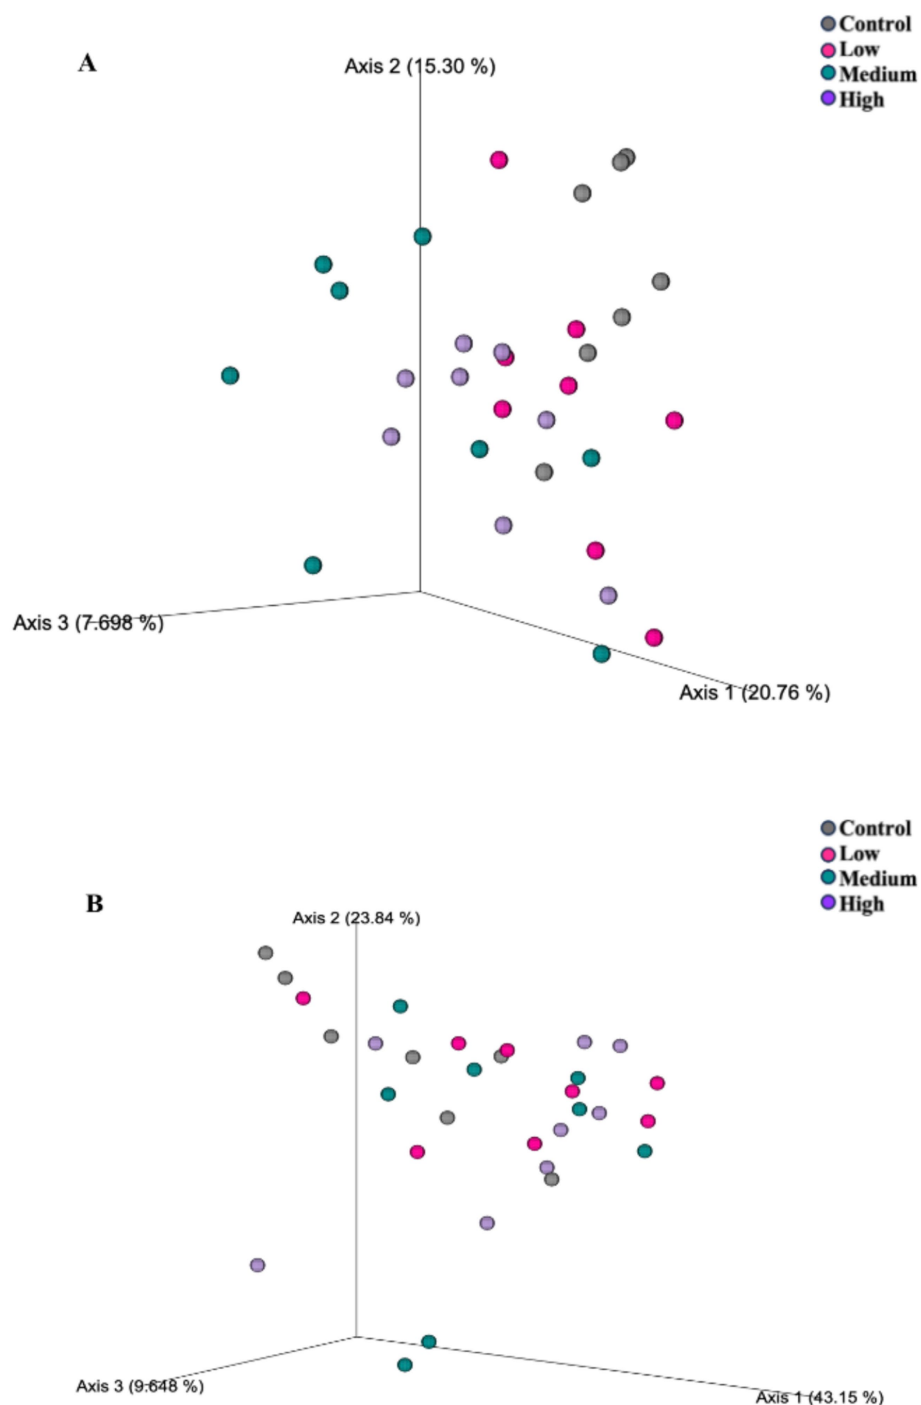 Control
Low
Medium
High
A
Axis 2 (15.30 %)
Axis 3 (7.698 %)
Axis 1 (20.76 %)
Control
Low
Medium
High
B
Axis 2 (23.84 %)
Axis 3 (9.648 %)
Axis 1 (43.15 %)